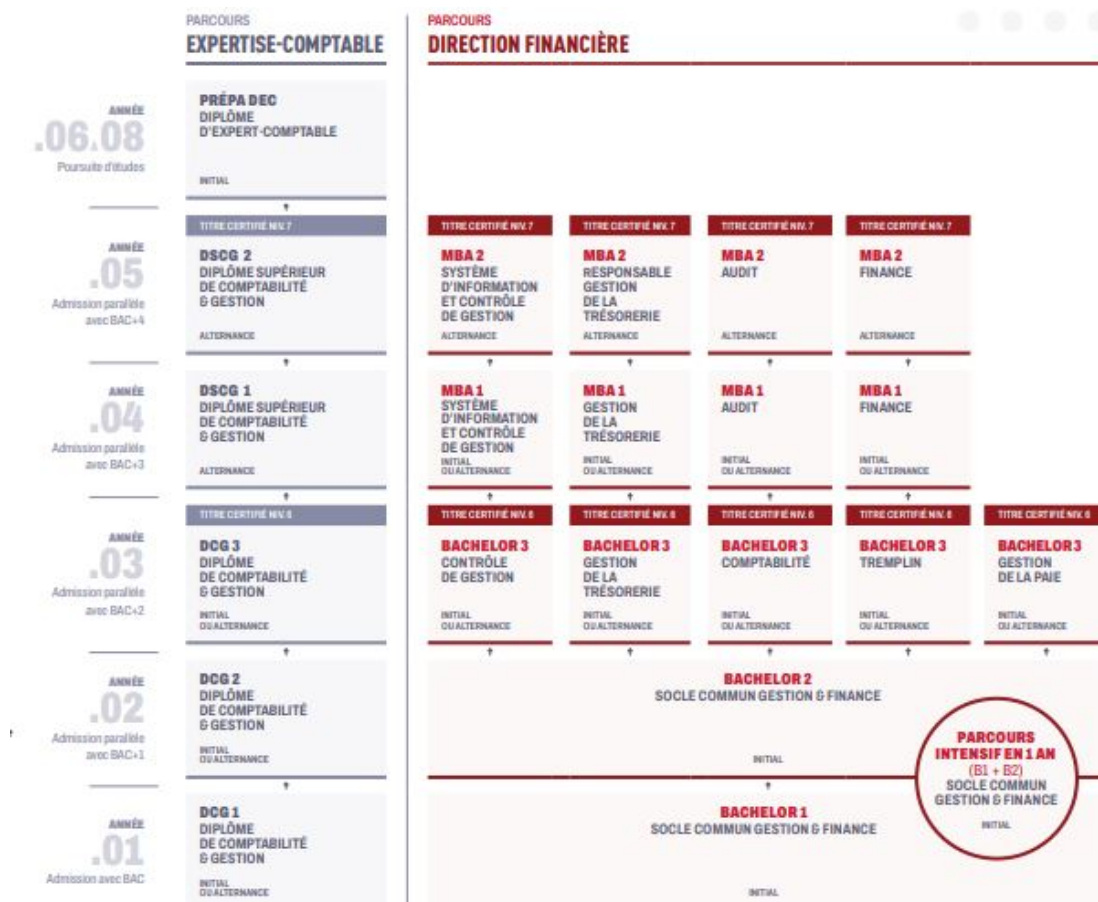 PARCOURS
EXPERTISE-COMPTABLE
PARCOURS
DIRECTION FINANCIÈRE
ANNÉE
.06.08
Poursuite d'études
PRÉPA DEC
DIPLÔME
D'EXPERT-COMPTABLE
INITIAL
ANNÉE
.05
Admission parallèle
avec BAC+4
TITRE CERTIFIÉ NIV. 7
DSCG 2
DIPLÔME SUPÉRIEUR
DE COMPTABILITÉ
& GESTION
ALTERNANCE
TITRE CERTIFIÉ NIV. 7
MBA 2
SYSTÈME
D'INFORMATION
ET CONTRÔLE
DE GESTION
ALTERNANCE
TITRE CERTIFIÉ NIV. 7
MBA 2
RESPONSABLE
GESTION
DE LA
TRÉSORERIE
ALTERNANCE
TITRE CERTIFIÉ NIV. 7
MBA 2
AUDIT
ALTERNANCE
TITRE CERTIFIÉ NIV. 7
MBA 2
FINANCE
ALTERNANCE
ANNÉE
.04
Admission parallèle
avec BAC+3
DSCG 1
DIPLÔME SUPÉRIEUR
DE COMPTABILITÉ
& GESTION
ALTERNANCE
MBA 1
SYSTÈME
D'INFORMATION
ET CONTRÔLE
DE GESTION
INITIAL
OU ALTERNANCE
MBA 1
GESTION
DE LA
TRÉSORERIE
INITIAL
OU ALTERNANCE
MBA 1
AUDIT
INITIAL
OU ALTERNANCE
MBA 1
FINANCE
INITIAL
OU ALTERNANCE
ANNÉE
.03
Admission parallèle
avec BAC+2
TITRE CERTIFIÉ NIV. 6
DCG 3
DIPLÔME
DE COMPTABILITÉ
& GESTION
INITIAL
OU ALTERNANCE
TITRE CERTIFIÉ NIV. 6
BACHELOR 3
CONTRÔLE
DE GESTION
INITIAL
OU ALTERNANCE
TITRE CERTIFIÉ NIV. 6
BACHELOR 3
GESTION
DE LA
TRÉSORERIE
INITIAL
OU ALTERNANCE
TITRE CERTIFIÉ NIV. 6
BACHELOR 3
COMPTABILITÉ
INITIAL
OU ALTERNANCE
TITRE CERTIFIÉ NIV. 6
BACHELOR 3
TREMPLIN
INITIAL
OU ALTERNANCE
TITRE CERTIFIÉ NIV. 6
BACHELOR 3
GESTION
DE LA PAIE
INITIAL
OU ALTERNANCE
ANNÉE
.02
Admission parallèle
avec BAC+1
DCG 2
DIPLÔME
DE COMPTABILITÉ
& GESTION
INITIAL
OU ALTERNANCE
BACHELOR 2
SOCLE COMMUN GESTION & FINANCE
INITIAL
PARCOURS
INTENSIF EN 1 AN
(B1 + B2)
SOCLE COMMUN
GESTION & FINANCE
INITIAL
ANNÉE
.01
Admission avec BAC
DCG 1
DIPLÔME
DE COMPTABILITÉ
& GESTION
INITIAL
OU ALTERNANCE
BACHELOR 1
SOCLE COMMUN GESTION & FINANCE
INITIAL